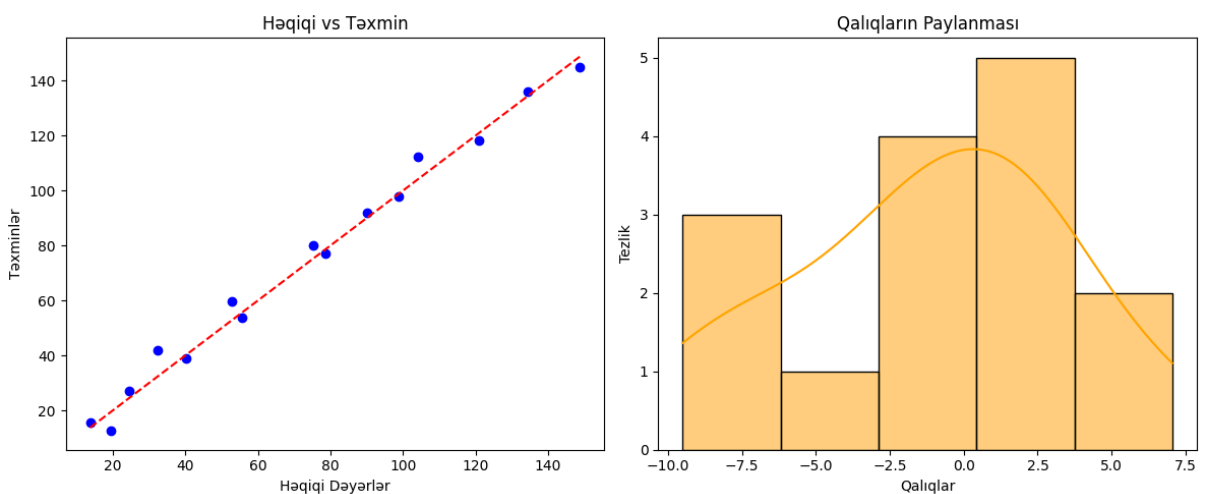 Həqiqi vs Təxmin
Təxminlər
140
120
100
80
60
40
20
20 40 60 80 100 120 140
Həqiqi Dəyərlər
Qalıqların Paylanması
Tezlik
5
4
3
2
1
0
−10.0 −7.5 −5.0 −2.5 0.0 2.5 5.0 7.5
Qalıqlar